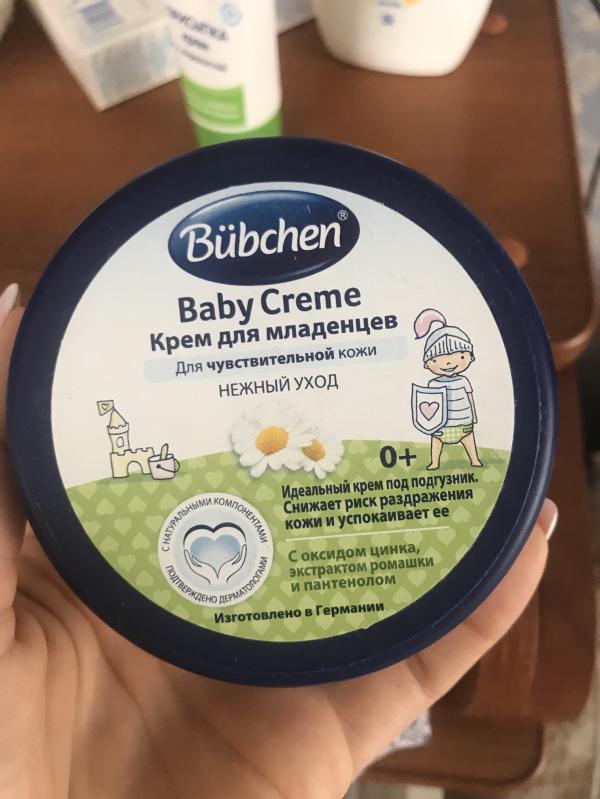 крем
Bübchen®
Baby Creme
Крем для младенцев
Для чувствительной кожи
НЕЖНЫЙ УХОД
0+
Идеальный крем под подгузник.
Снижает риск раздражения
кожи и успокаивает ее
С оксидом цинка,
экстрактом ромашки
и пантенолом
С НАТУРАЛЬНЫМИ КОМПОНЕНТАМИ
ПОДТВЕРЖДЕНО ДЕРМАТОЛОГАМИ
Изготовлено в Германии